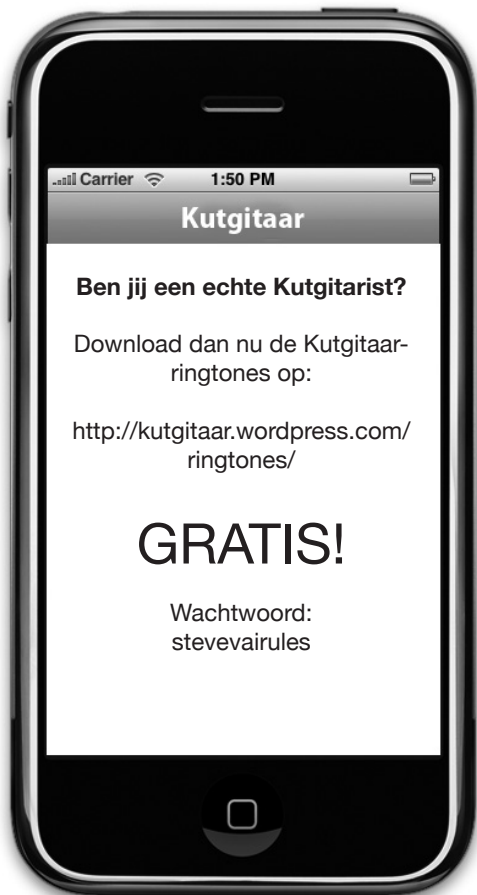 Carrier 1:50 PM
Kutgitaar
Ben jij een echte Kutgitarist?
Download dan nu de Kutgitaar-
ringtones op:
http://kutgitaar.wordpress.com/
ringtones/
GRATIS!
Wachtwoord:
stevevairules